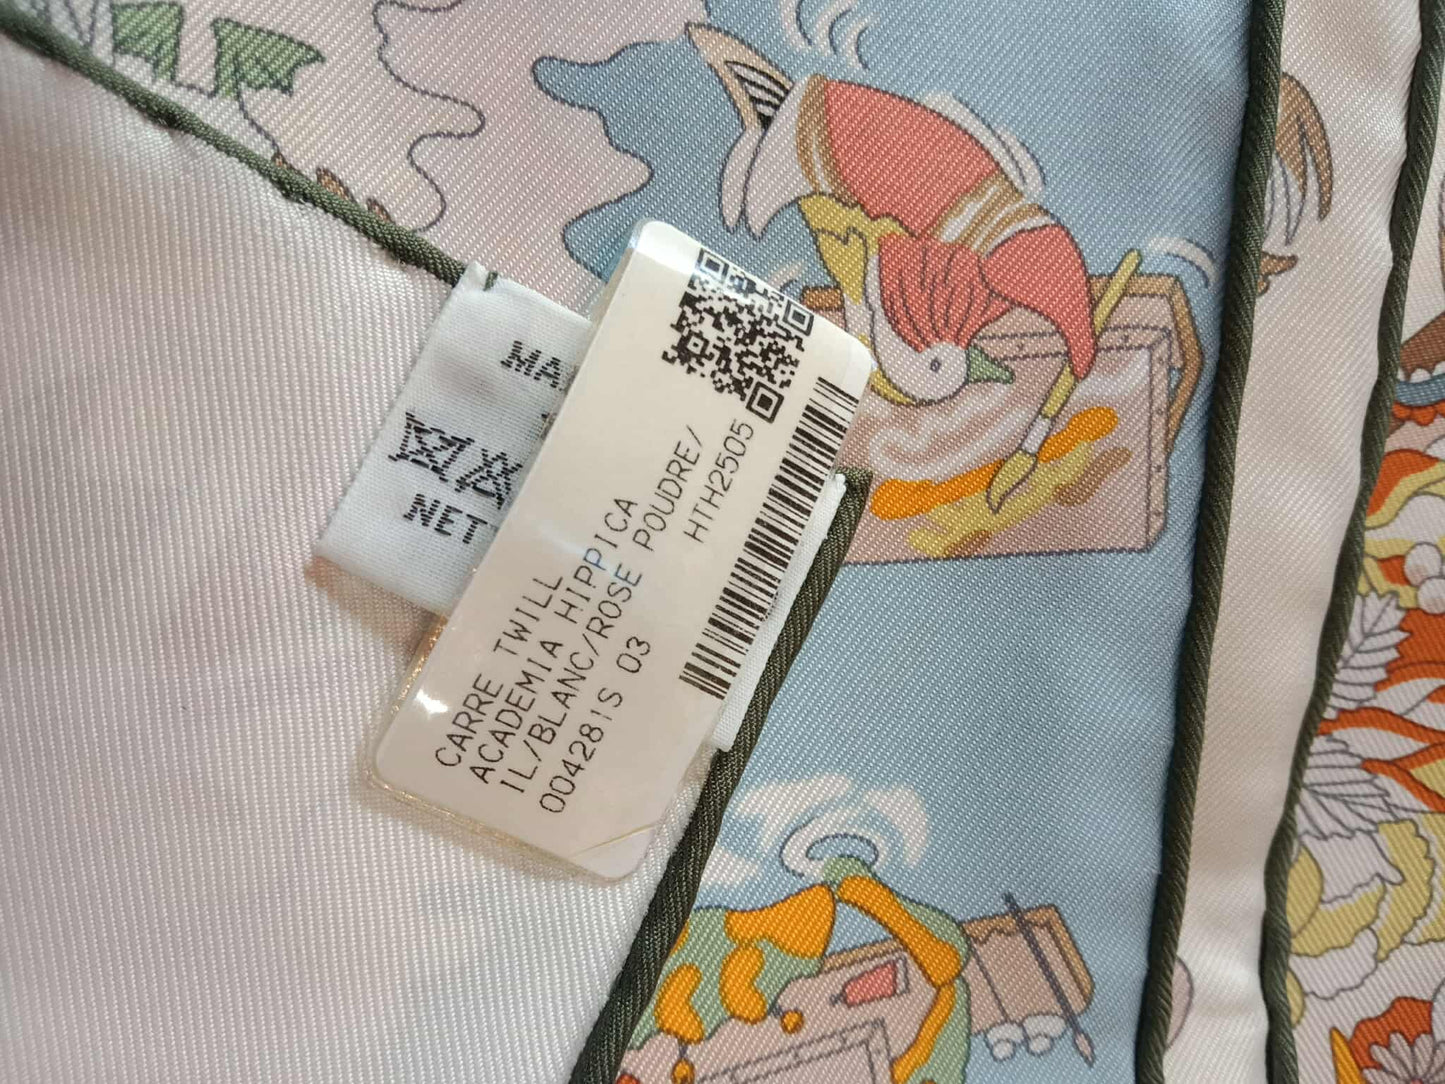 CARRE TWILL
ACADEMIA HIPPICA
IL/BLANC/ROSE POUDRE/
004281S 03 HTH2505
MA
NET